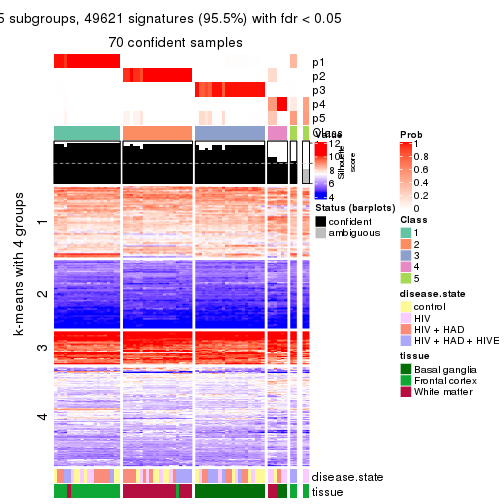 5 subgroups, 49621 signatures (95.5%) with fdr < 0.05
70 confident samples
p1
p2
p3
p4
p5
Class
Value
12
10
8
6
4
Silhouette
score
Status (barplots)
confident
ambiguous
Prob
1
0.8
0.6
0.4
0.2
0
Class
1
2
3
4
5
disease.state
control
HIV
HIV + HAD
HIV + HAD + HIVE
tissue
Basal ganglia
Frontal cortex
White matter
k-means with 4 groups
1
2
3
4
disease.state
tissue